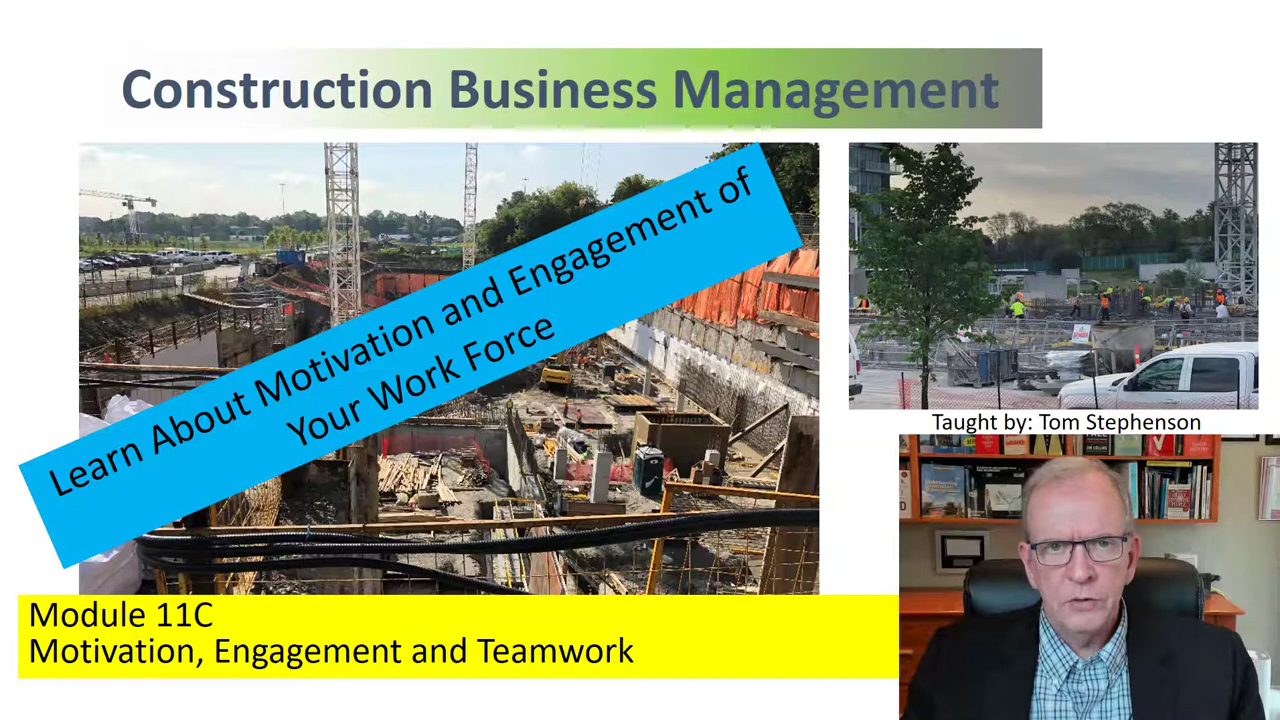 Construction Business Management
Learn About Motivation and Engagement of
Your Work Force
Taught by: Tom Stephenson
Module 11C
Motivation, Engagement and Teamwork